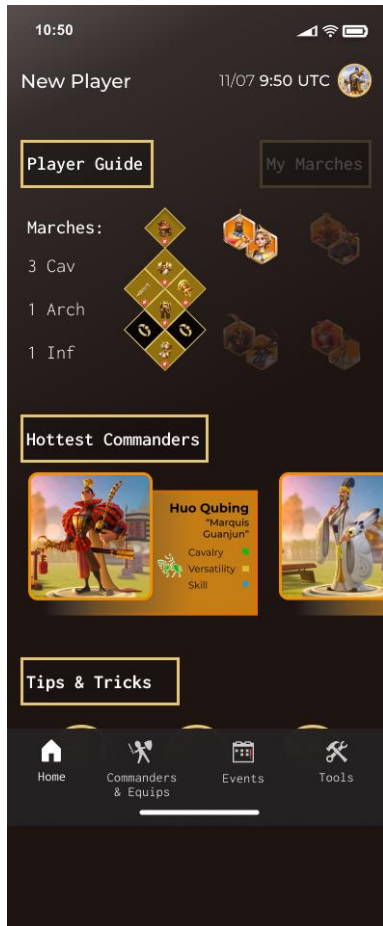 10:50
New Player
11/07 9:50 UTC
Player Guide
My Marches
Marches:
3 Cav
1 Arch
1 Inf
Hottest Commanders
Huo Qubing
"Marquis
Guanjun"
Cavalry
Versatility
Skill
Tips & Tricks
Home
Commanders
& Equips
Events
Tools